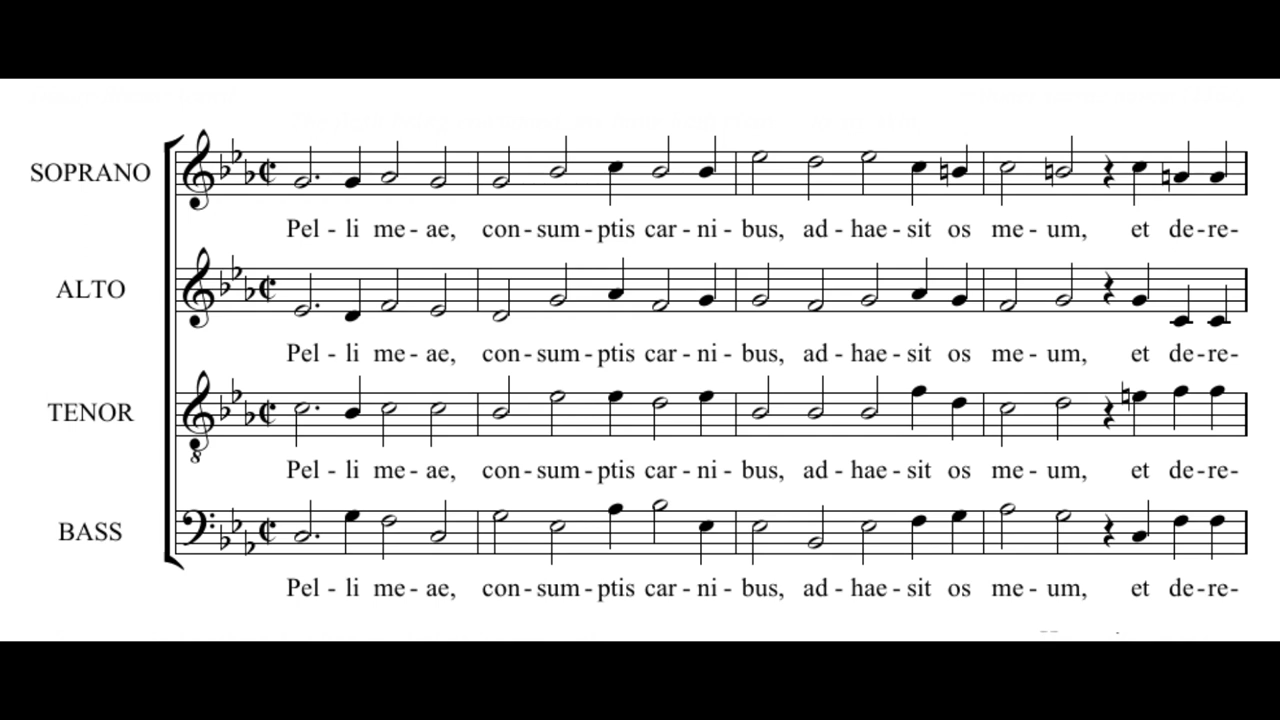 SOPRANO
Pel - li me - ae, con - sum - ptis car - ni - bus, ad - hae - sit os me - um, et de - re -
ALTO
Pel - li me - ae, con - sum - ptis car - ni - bus, ad - hae - sit os me - um, et de - re -
TENOR
8
Pel - li me - ae, con - sum - ptis car - ni - bus, ad - hae - sit os me - um, et de - re -
BASS
Pel - li me - ae, con - sum - ptis car - ni - bus, ad - hae - sit os me - um, et de - re -